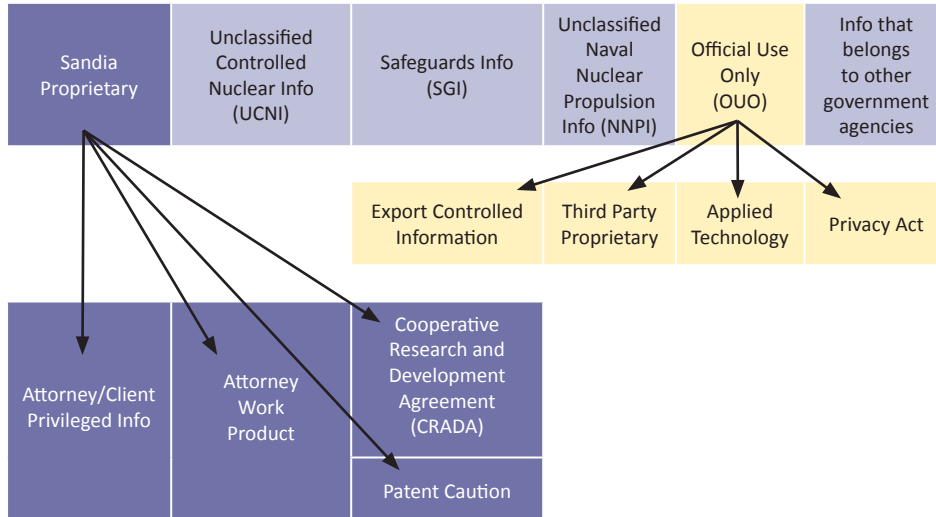 Sandia
Proprietary
Unclassified
Controlled
Nuclear Info
(UCNI)
Safeguards Info
(SGI)
Unclassified
Naval
Nuclear
Propulsion
Info (NNPI)
Official Use
Only
(OUO)
Info that
belongs
to other
government
agencies
Export Controlled
Information
Third Party
Proprietary
Applied
Technology
Privacy Act
Attorney/Client
Privileged Info
Attorney
Work
Product
Cooperative
Research and
Development
Agreement
(CRADA)
Patent Caution